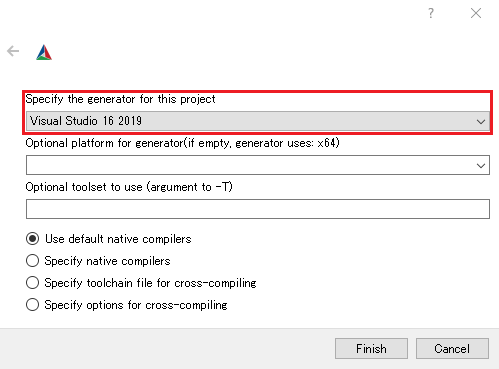 ?
Specify the generator for this project
Visual Studio 16 2019
Optional platform for generator(if empty, generator uses: x64)
Optional toolset to use (argument to -T)
Use default native compilers
Specify native compilers
Specify toolchain file for cross-compiling
Specify options for cross-compiling
Finish
Cancel